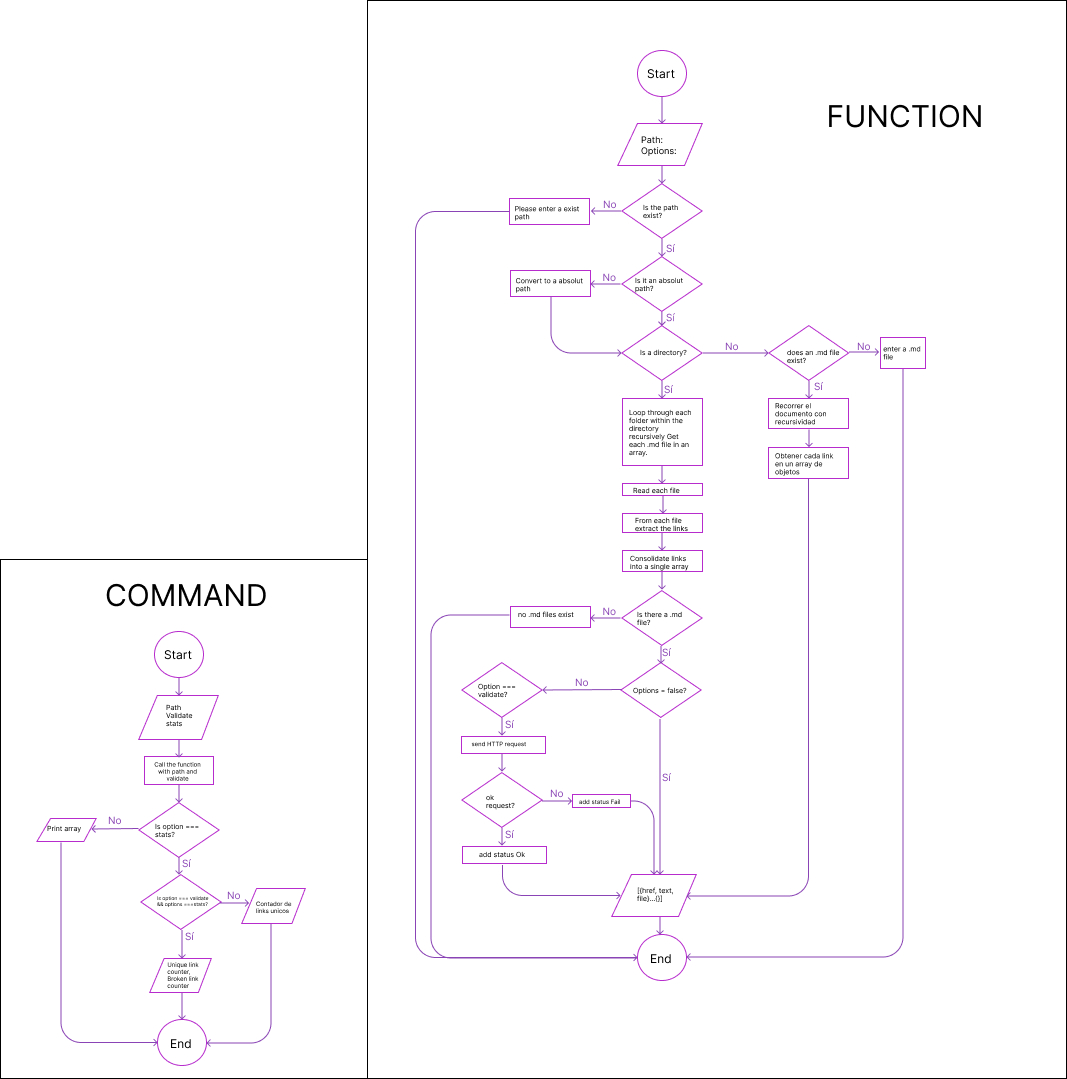 Start
FUNCTION
Path:
Options:
Please enter a exist
path
No
Is the path
exist?
Sí
Convert to a absolut
path
No
Is it an absolut
path?
Sí
Is a directory?
No
does an .md file
exist?
No
enter a .md
file
Sí
Sí
Loop through each
folder within the
directory
recursively Get
each .md file in an
array.
Recorrer el
documento con
recursividad
Obtener cada link
en un array de
objetos
Read each file
From each file
extract the links
Consolidate links
into a single array
no .md files exist
No
Is there a .md
file?
Sí
Option ===
validate?
No
Options = false?
Sí
send HTTP request
Sí
ok
request?
No
add status Fail
Sí
add status Ok
[{href, text,
file}...{}]
End
COMMAND
Start
Path
Validate
stats
Call the function
with path and
validate
Print array
No
Is option ===
stats?
Sí
Is option === validate
&& options ===stats?
No
Contador de
links unicos
Sí
Unique link
counter,
Broken link
counter
End